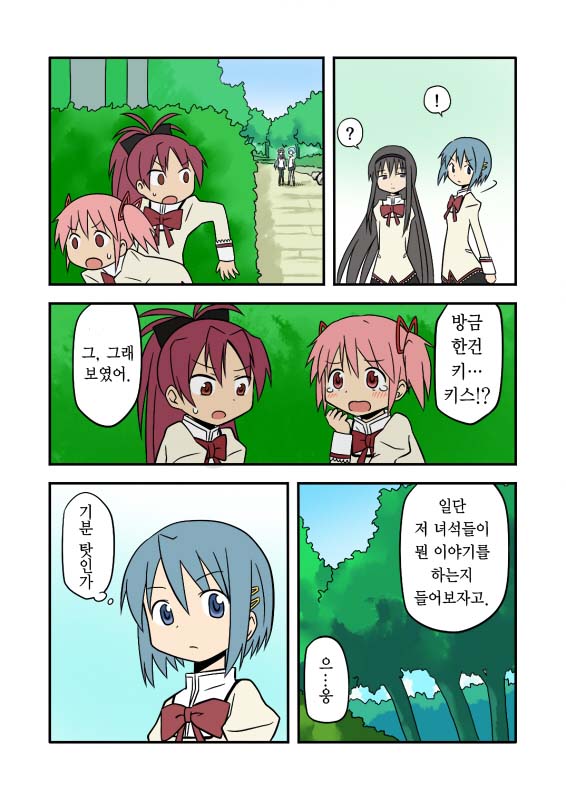 !
?
방금
한건
키…
키스!?
그, 그래
보였어.
일단
저 녀석들이
뭔 이야기를
하는지
들어보자고.
으…응
기분 탓인가